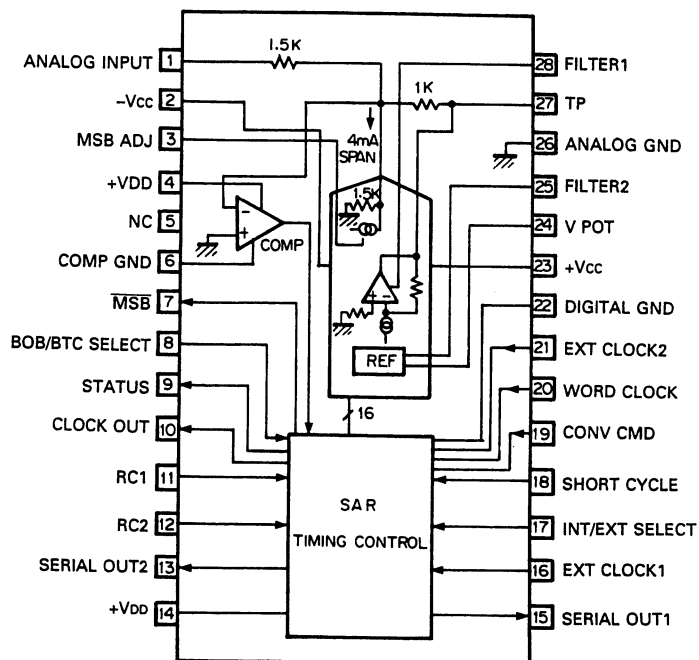 1.5K
ANALOG INPUT 1
–Vcc 2
MSB ADJ 3
+VDD 4
NC 5
COMP GND 6
MSB 7
BOB/BTC SELECT 8
STATUS 9
CLOCK OUT 10
RC1 11
RC2 12
SERIAL OUT2 13
+VDD 14
1K
4mA
SPAN
1.5K
–
+
COMP
+ –
REF
16
SAR
TIMING CONTROL
28 FILTER1
27 TP
26 ANALOG GND
25 FILTER2
24 V POT
23 +Vcc
22 DIGITAL GND
21 EXT CLOCK2
20 WORD CLOCK
19 CONV CMD
18 SHORT CYCLE
17 INT/EXT SELECT
16 EXT CLOCK1
15 SERIAL OUT1